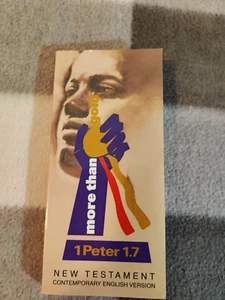 more than gold
1 Peter 1.7
NEW TESTAMENT
CONTEMPORARY ENGLISH VERSION